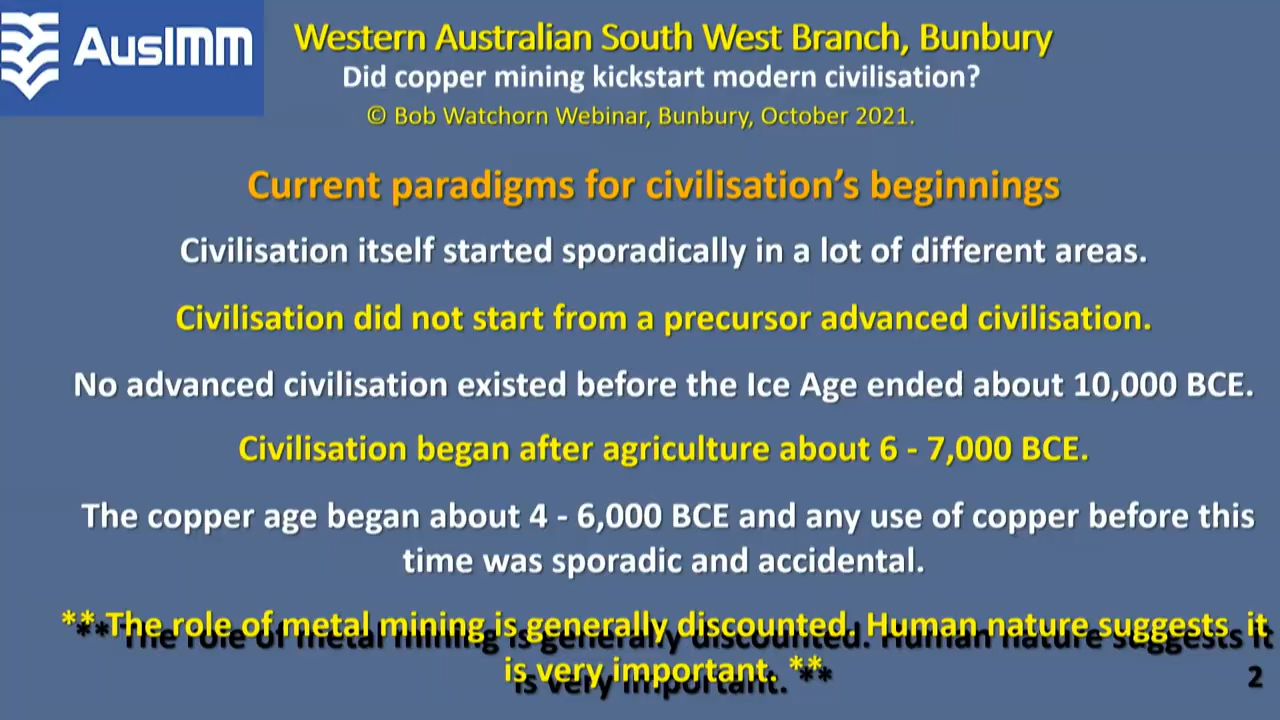 AusIMM
Western Australian South West Branch, Bunbury
Did copper mining kickstart modern civilisation?
© Bob Watchorn Webinar, Bunbury, October 2021.
Current paradigms for civilisation’s beginnings
Civilisation itself started sporadically in a lot of different areas.
Civilisation did not start from a precursor advanced civilisation.
No advanced civilisation existed before the Ice Age ended about 10,000 BCE.
Civilisation began after agriculture about 6 - 7,000 BCE.
The copper age began about 4 - 6,000 BCE and any use of copper before this
time was sporadic and accidental.
** The role of metal mining is generally discounted. Human nature suggests it
is very important. **
2